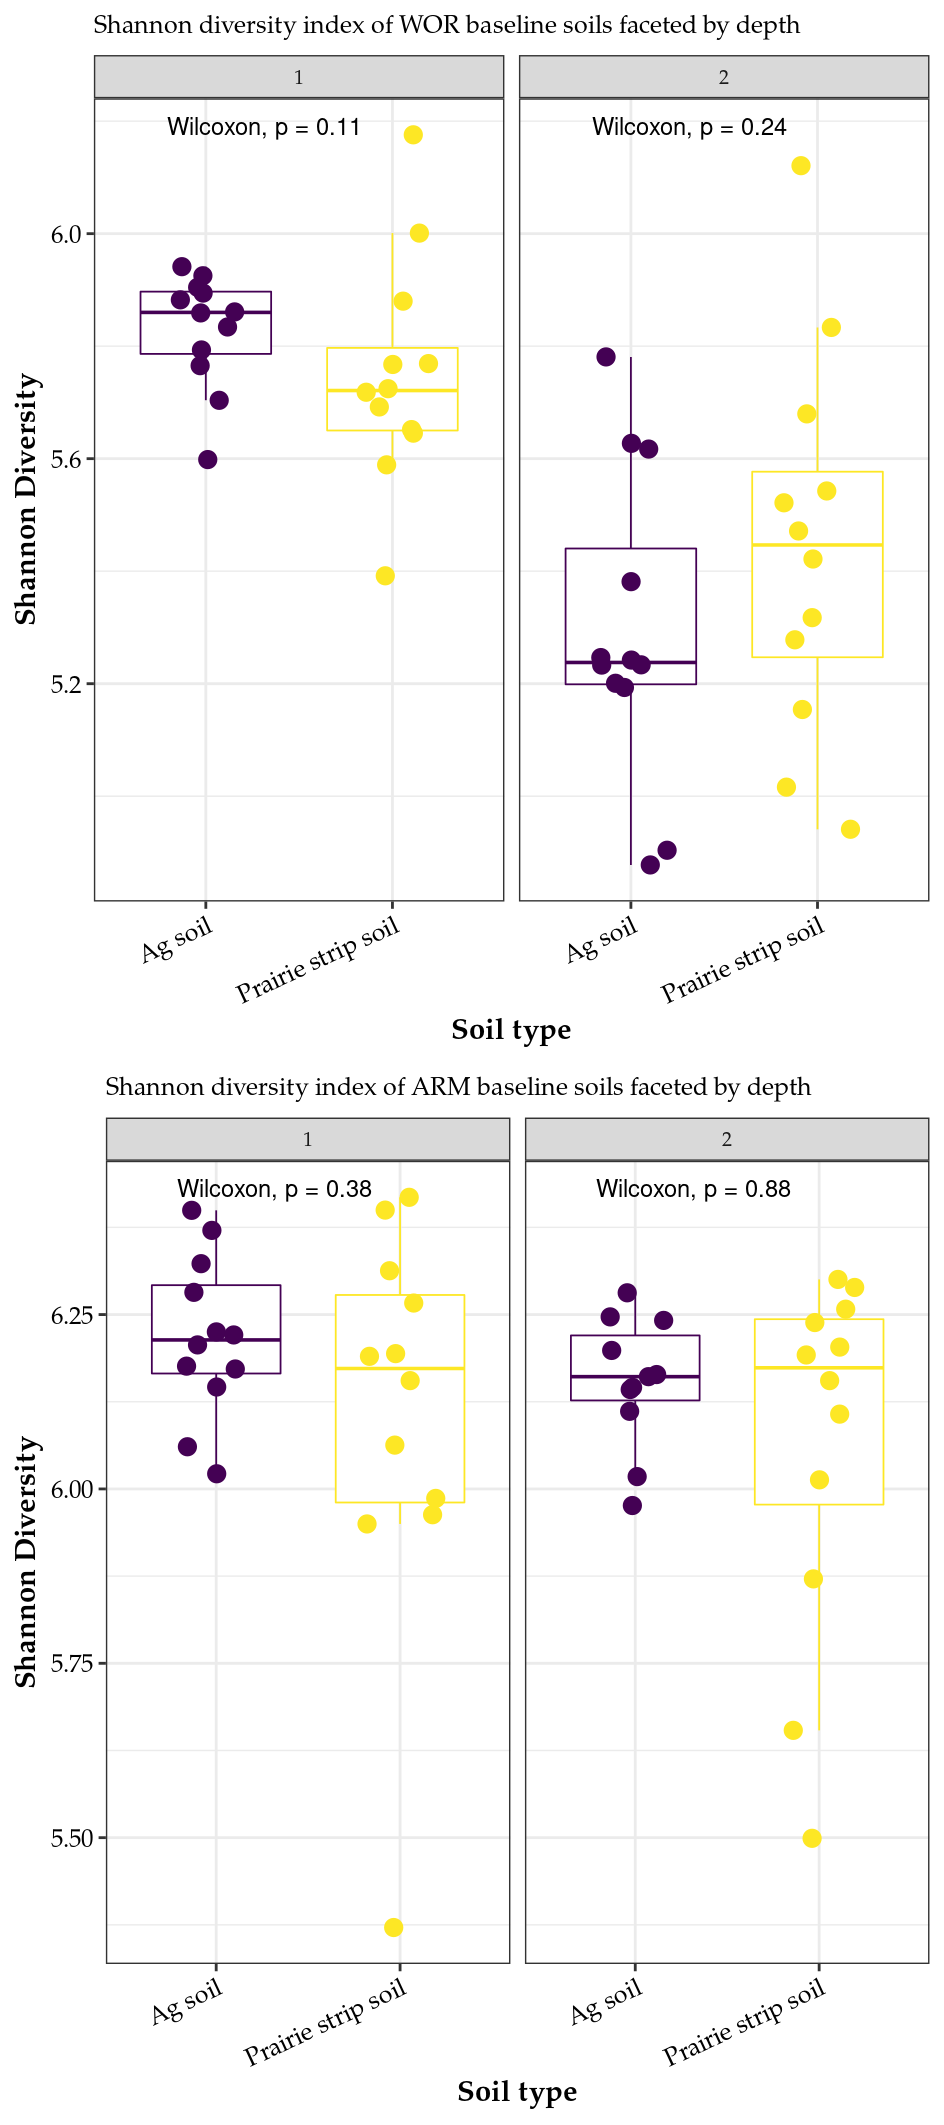 Shannon diversity index of WOR baseline soils faceted by depth
1
2
Wilcoxon, p = 0.11
Wilcoxon, p = 0.24
6.0
5.6
5.2
Shannon Diversity
Ag soil
Prairie strip soil
Ag soil
Prairie strip soil
Soil type
Shannon diversity index of ARM baseline soils faceted by depth
1
2
Wilcoxon, p = 0.38
Wilcoxon, p = 0.88
6.25
6.00
5.75
5.50
Shannon Diversity
Ag soil
Prairie strip soil
Ag soil
Prairie strip soil
Soil type